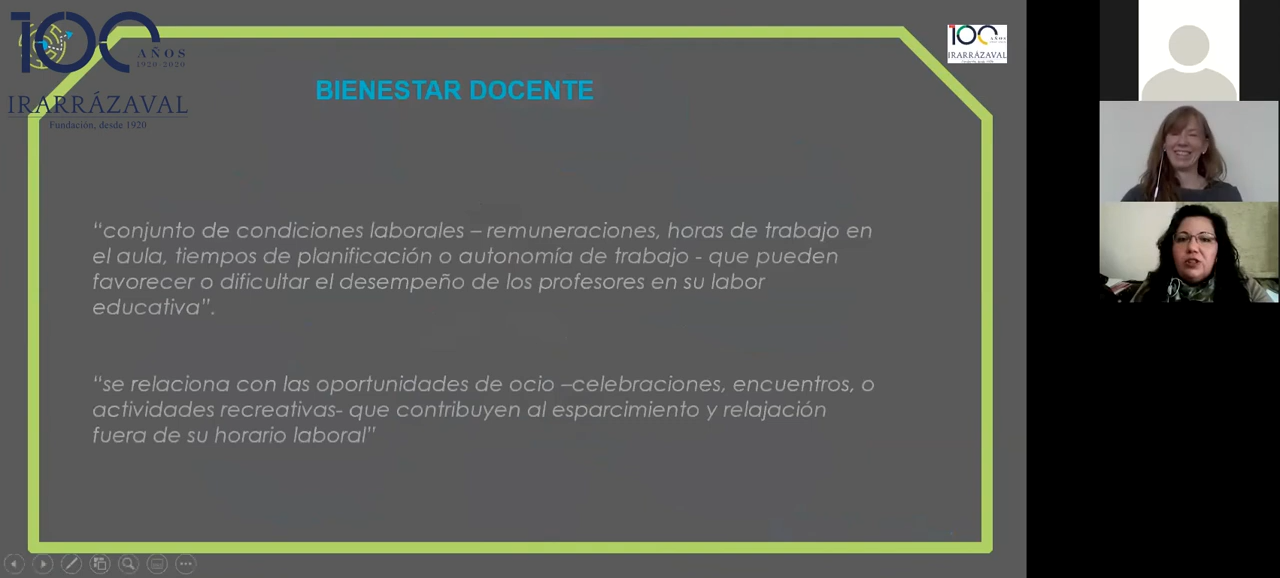 100
AÑOS
1920-2020
IRARRÁZAVAL
Fundación, desde 1920
100
AÑOS
IRARRÁZAVAL
BIENESTAR DOCENTE
“conjunto de condiciones laborales – remuneraciones, horas de trabajo en
el aula, tiempos de planificación o autonomía de trabajo - que pueden
favorecer o dificultar el desempeño de los profesores en su labor
educativa”.
“se relaciona con las oportunidades de ocio –celebraciones, encuentros, o
actividades recreativas- que contribuyen al esparcimiento y relajación
fuera de su horario laboral”